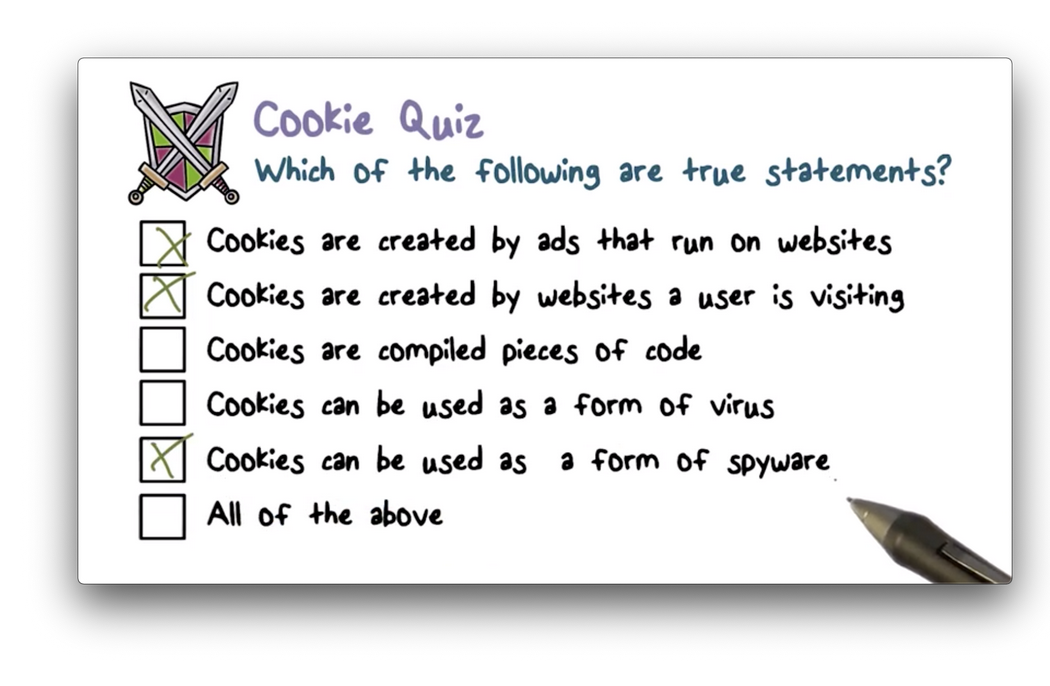 Cookie Quiz
Which of the following are true statements?
Cookies are created by ads that run on websites
Cookies are created by websites a user is visiting
Cookies are compiled pieces of code
Cookies can be used as a form of virus
Cookies can be used as a form of spyware
All of the above